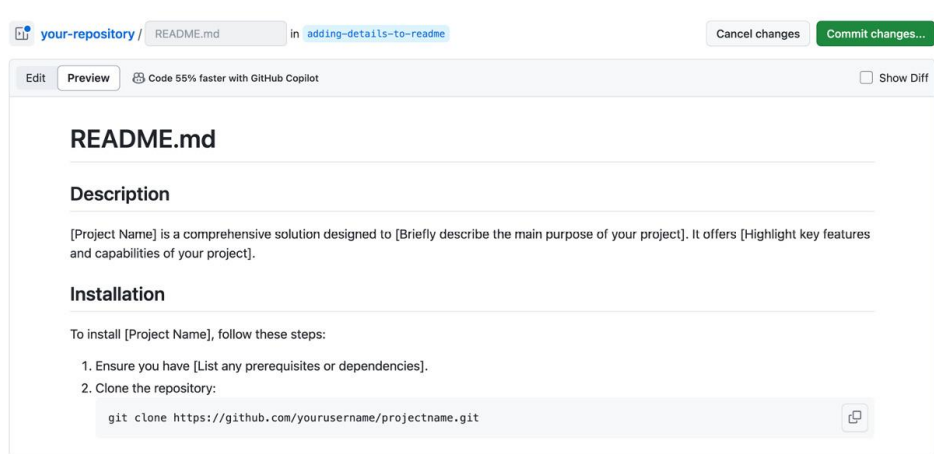 your-repository / README.md in adding-details-to-readme Cancel changes Commit changes...
Edit Preview Code 55% faster with GitHub Copilot Show Diff
README.md
Description
[Project Name] is a comprehensive solution designed to [Briefly describe the main purpose of your project]. It offers [Highlight key features
and capabilities of your project].
Installation
To install [Project Name], follow these steps:
1. Ensure you have [List any prerequisites or dependencies].
2. Clone the repository:
git clone https://github.com/yourusername/projectname.git